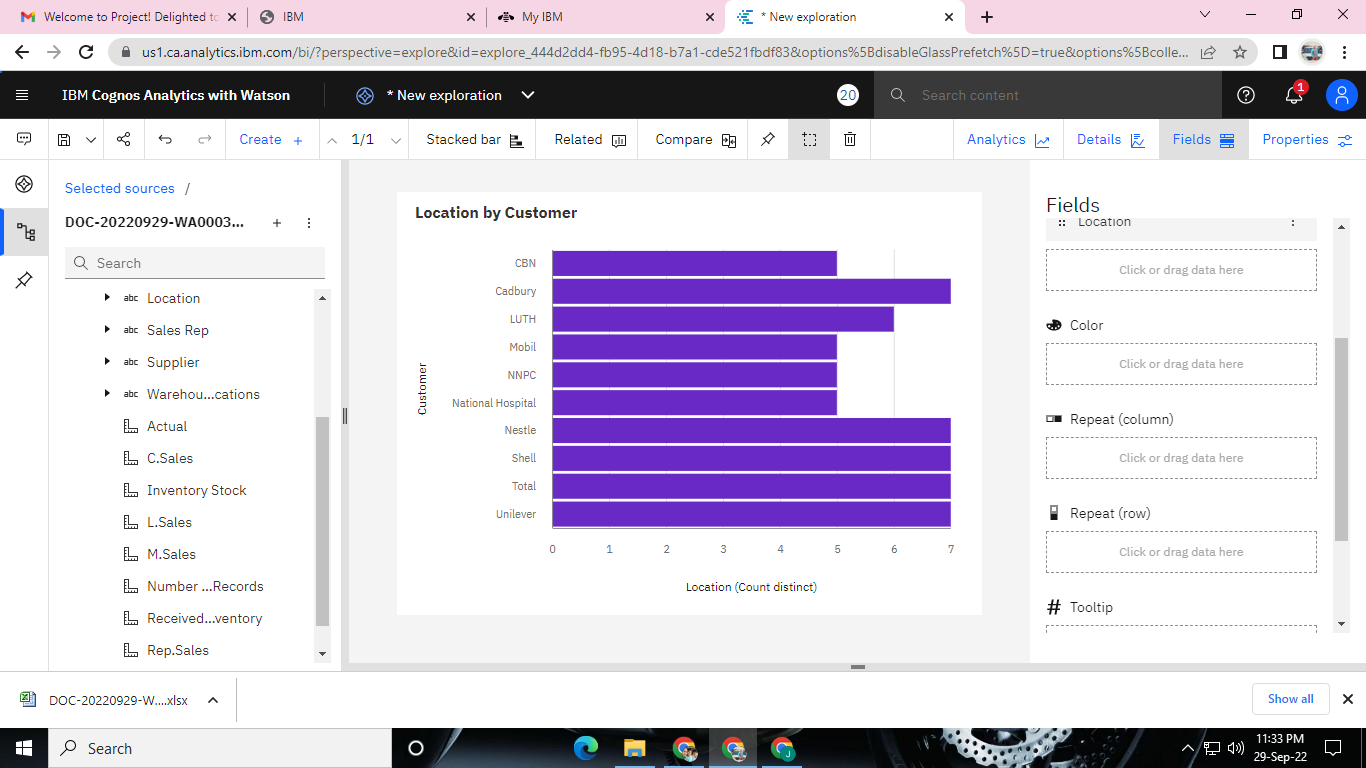 Welcome to Project! Delighted to
IBM
My IBM
* New exploration
us1.ca.analytics.ibm.com/bi/?perspective=explore&id=explore_444d2dd4-fb95-4d18-b7a1-cde521fbdf83&options%5BdisableGlassPrefetch%5D=true&options%5Bcolle...
IBM Cognos Analytics with Watson
* New exploration
20
Search content
1
Create +
1/1
Stacked bar
Related
Compare
Analytics
Details
Fields
Properties
Selected sources /
DOC-20220929-WA0003...
Search
abc Location
abc Sales Rep
abc Supplier
abc Warehou...cations
Actual
C.Sales
Inventory Stock
L.Sales
M.Sales
Number ...Records
Received...ventory
Rep.Sales
Location by Customer
Customer
CBN
Cadbury
LUTH
Mobil
NNPC
National Hospital
Nestle
Shell
Total
Unilever
0 1 2 3 4 5 6 7
Location (Count distinct)
Fields
Location
Click or drag data here
Color
Click or drag data here
Repeat (column)
Click or drag data here
Repeat (row)
Click or drag data here
# Tooltip
DOC-20220929-W....xlsx
Show all
Search
J
11:33 PM
29-Sep-22